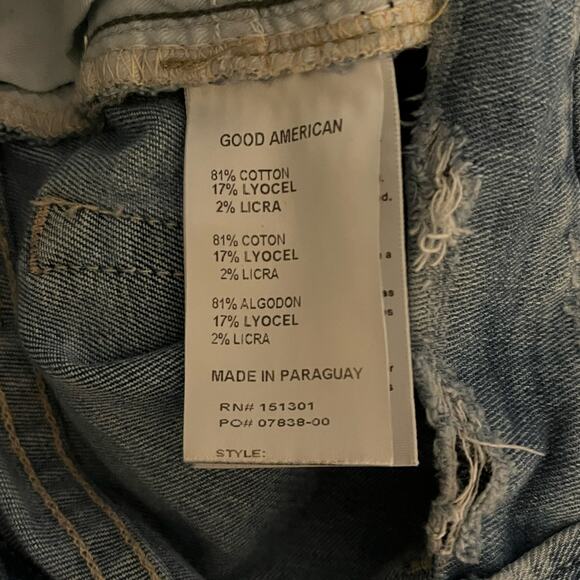 GOOD AMERICAN
81% COTTON
17% LYOCEL
2% LICRA
81% COTON
17% LYOCEL
2% LICRA
81% ALGODON
17% LYOCEL
2% LICRA
MADE IN PARAGUAY
RN# 151301
PO# 07838-00
STYLE: